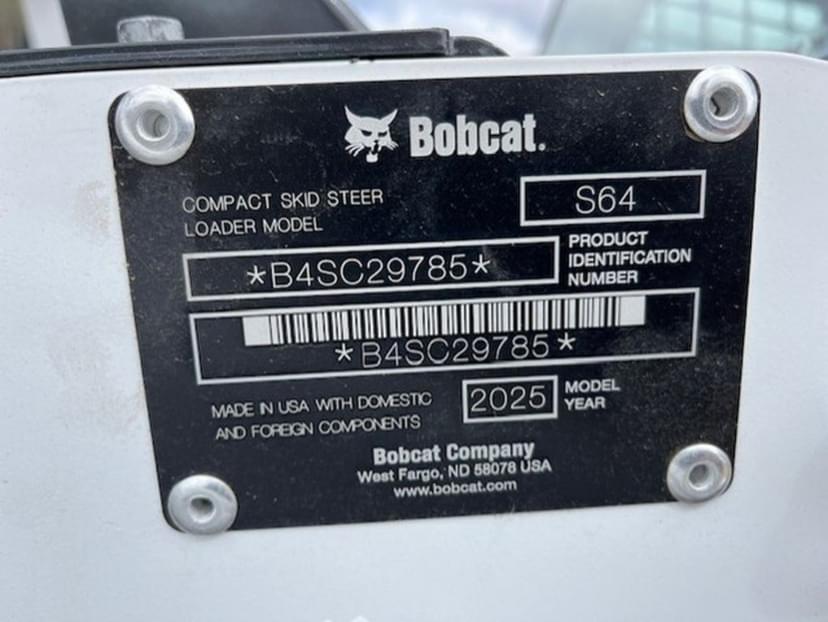 Bobcat.
COMPACT SKID STEER
LOADER MODEL
S64
*B4SC29785*
PRODUCT
IDENTIFICATION
NUMBER
*B4SC29785*
MADE IN USA WITH DOMESTIC
AND FOREIGN COMPONENTS
2025
MODEL
YEAR
Bobcat Company
West Fargo, ND 58078 USA
www.bobcat.com